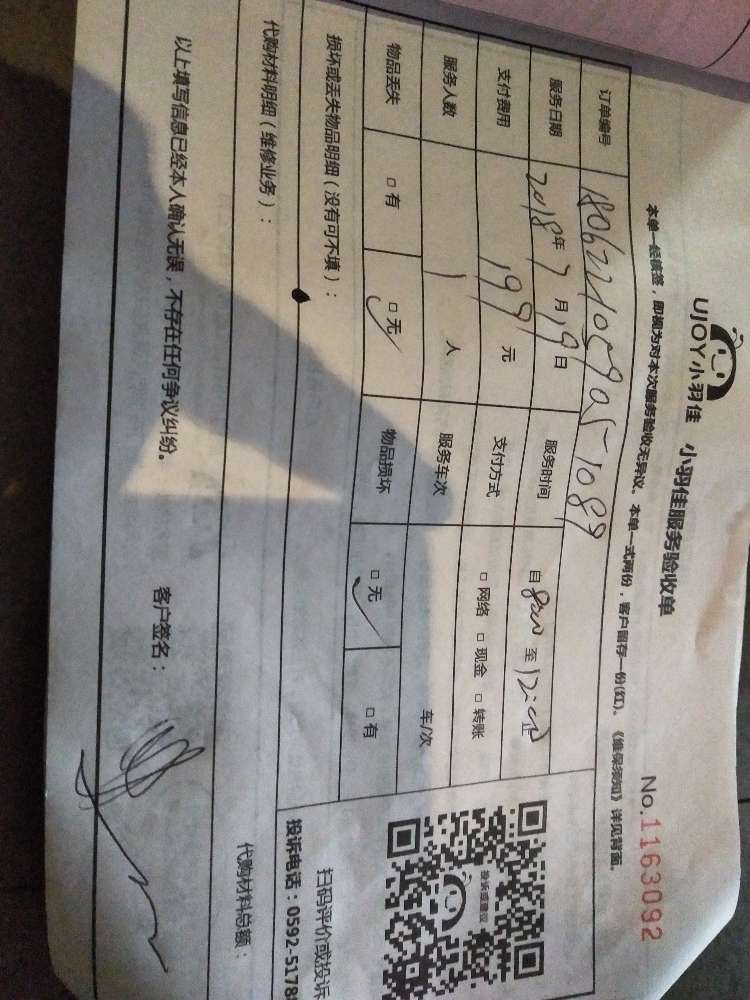 UJOY小羽佳 小羽佳服务验收单
No.1163092
本单一经核签，即视为对本次服务验收无异议。本单一式两份，客户留存一份(红)。《维保须知》详见背面。
订单编号
服务日期 2018年7月19日 服务时间 自 至
支付费用 199元 支付方式 □网络 □现金 □转账
服务人数 1人 服务车次 车/次
物品丢失 □有 □无 物品损坏 □无 □有
损坏或丢失物品明细（没有可不填）：
投诉或建议
扫码评价或投诉
投诉电话：0592-5178
代购材料明细（维修业务）： 代购材料总额：
以上填写信息已经本人确认无误，不存在任何争议纠纷。 客户签名：